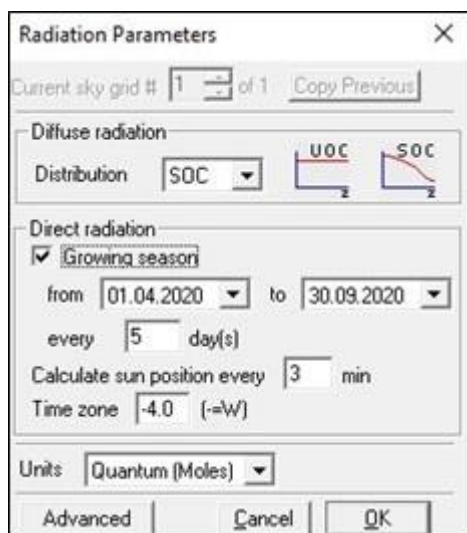 Radiation Parameters
Current sky grid # 1 of 1 Copy Previous
Diffuse radiation
Distribution SOC UOC z SOC z
Direct radiation
Growing season
from 01.04.2020 to 30.09.2020
every 5 day(s)
Calculate sun position every 3 min
Time zone -4.0 (-=W)
Units Quantum (Moles)
Advanced Cancel OK